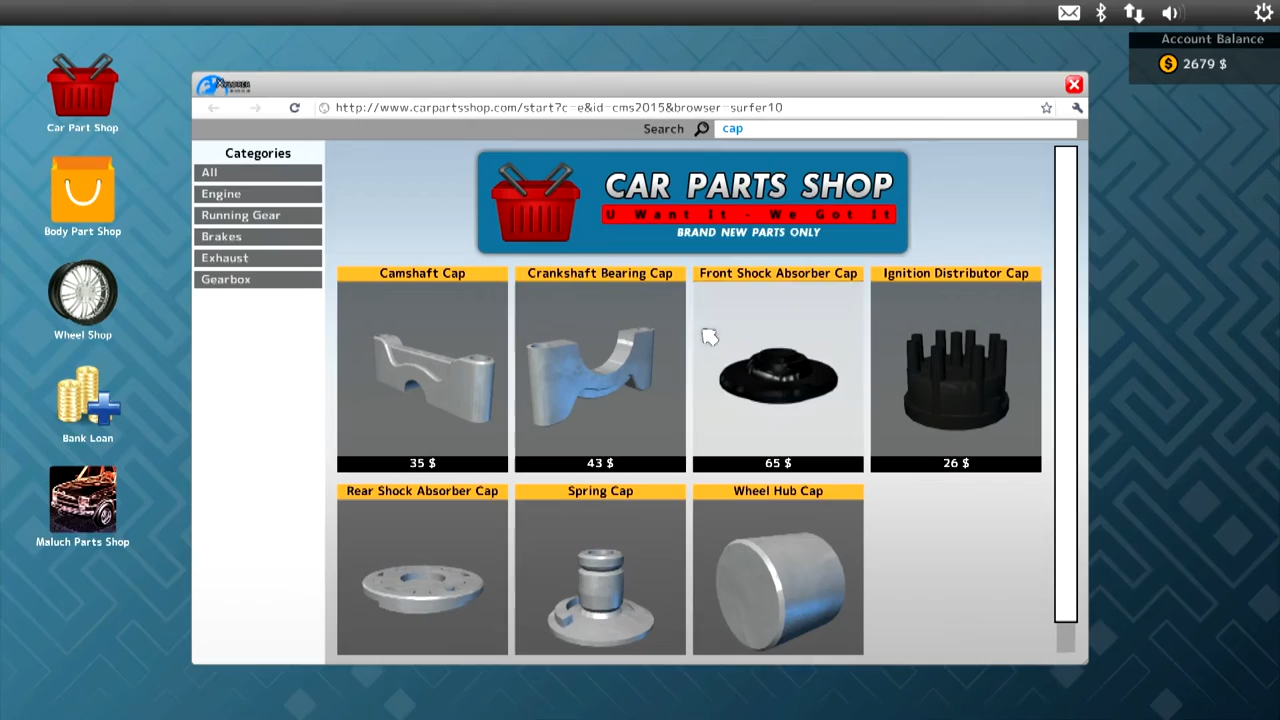 Account Balance
2679 $
Car Part Shop
Body Part Shop
Wheel Shop
Bank Loan
Maluch Parts Shop
http://www.carpartsshop.com/start?c-e&id-cms2015&browser-surfer10
Search
cap
Categories
All
Engine
Running Gear
Brakes
Exhaust
Gearbox
CAR PARTS SHOP
U Want It - We Got It
BRAND NEW PARTS ONLY
Camshaft Cap
35 $
Crankshaft Bearing Cap
43 $
Front Shock Absorber Cap
65 $
Ignition Distributor Cap
26 $
Rear Shock Absorber Cap
Spring Cap
Wheel Hub Cap